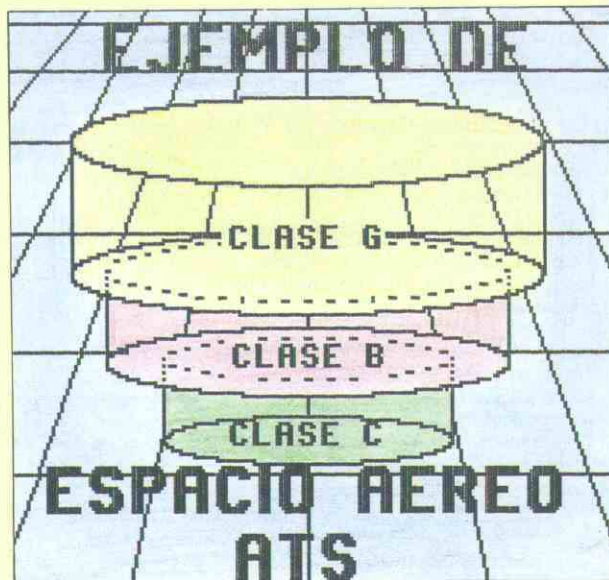 EJEMPLO DE
CLASE G
CLASE B
CLASE C
ESPACIO AEREO
ATS